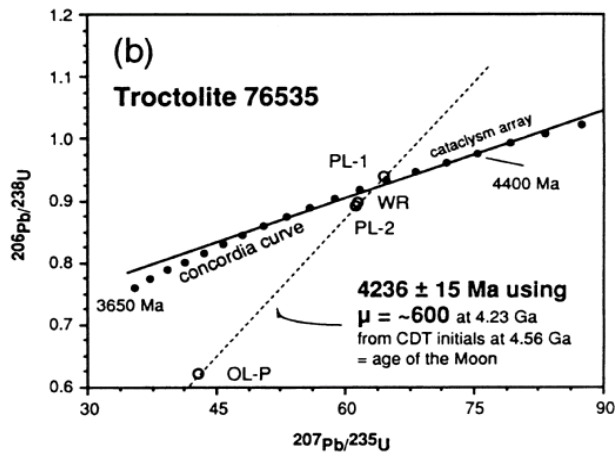 1.2
1.1
1.0
0.9
0.8
0.7
0.6
206Pb/238U
(b)
Troctolite 76535
PL-1
cataclysm array
WR
4400 Ma
PL-2
concordia curve
3650 Ma
4236 ± 15 Ma using
μ = ~600 at 4.23 Ga
from CDT initials at 4.56 Ga
= age of the Moon
OL-P
30
45
60
75
90
207Pb/235U